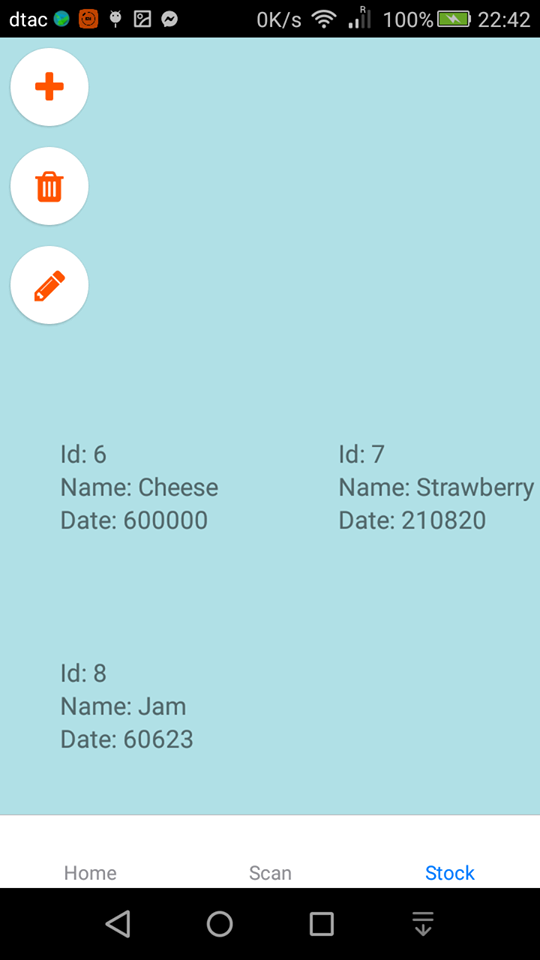 dtac 0K/s R 100% 22:42
Id: 6
Name: Cheese
Date: 600000
Id: 7
Name: Strawberry
Date: 210820
Id: 8
Name: Jam
Date: 60623
Home Scan Stock